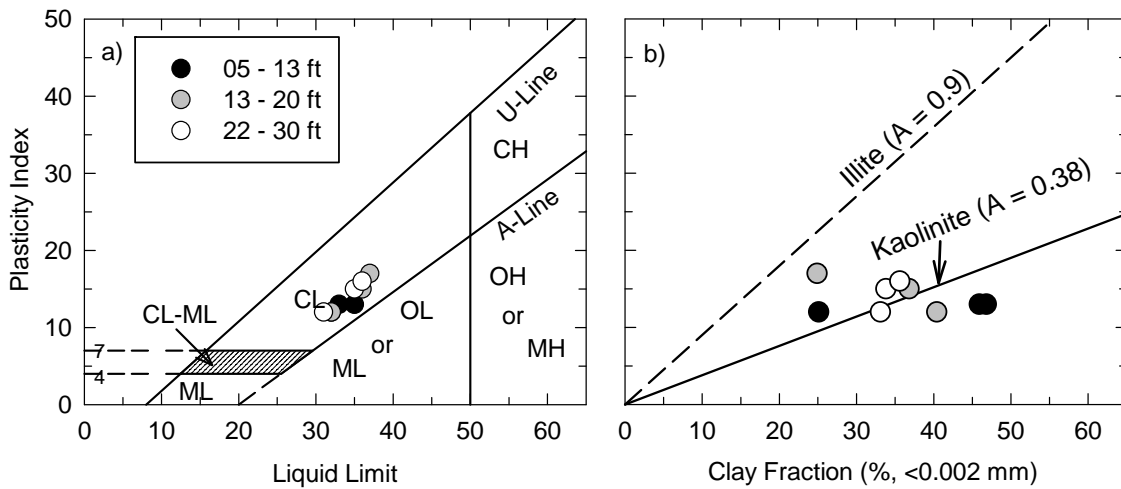 a)
05 - 13 ft
13 - 20 ft
22 - 30 ft
U-Line
CH
A-Line
CL
OL
or
ML
OH
or
MH
CL-ML
ML
7
4
50
40
30
20
10
0
Plasticity Index
0 10 20 30 40 50 60
Liquid Limit
b)
Illite (A = 0.9)
Kaolinite (A = 0.38)
0 10 20 30 40 50 60
Clay Fraction (%, <0.002 mm)